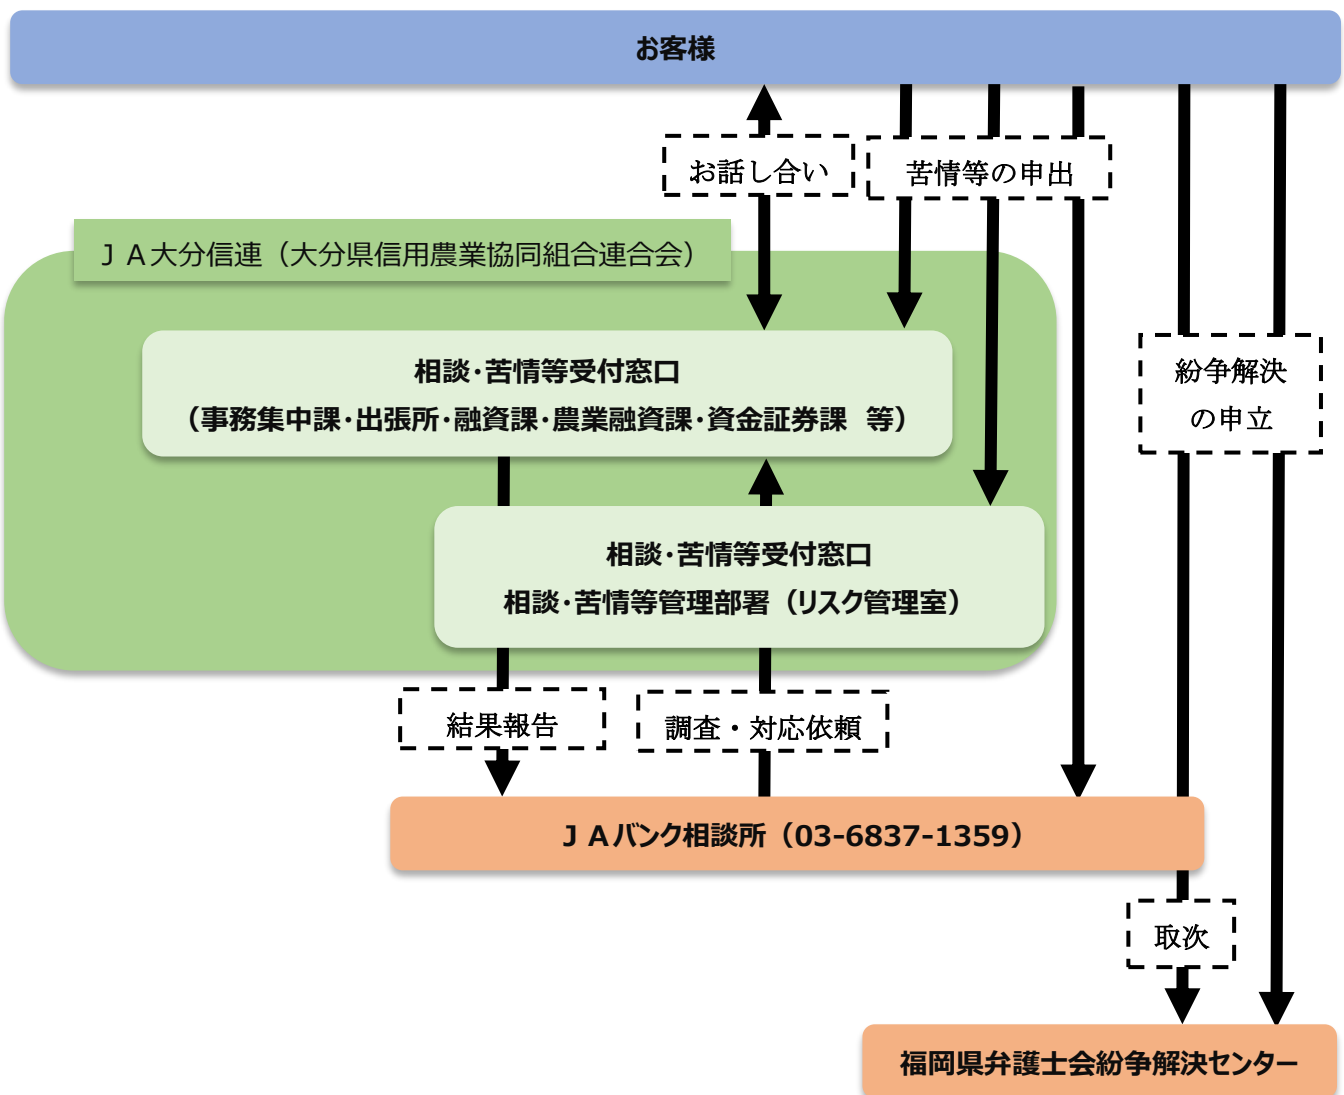 お客様
お話し合い
苦情等の申出
ＪＡ大分信連（大分県信用農業協同組合連合会）
相談・苦情等受付窓口
（事務集中課・出張所・融資課・農業融資課・資金証券課 等）
紛争解決
の申立
相談・苦情等受付窓口
相談・苦情等管理部署（リスク管理室）
結果報告
調査・対応依頼
ＪＡバンク相談所（03-6837-1359）
取次
福岡県弁護士会紛争解決センター